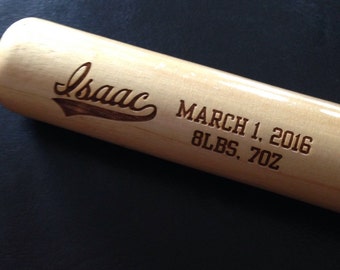 Isaac
MARCH 1, 2016
8LBS, 7OZ